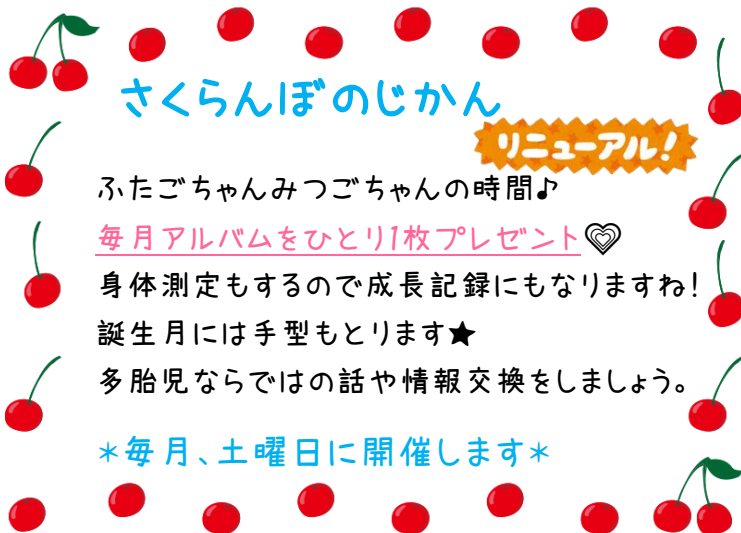 さくらんぼのじかん
リニューアル!
ふたごちゃんみつごちゃんの時間♪
毎月アルバムをひとり1枚プレゼント💗
身体測定もするので成長記録にもなりますね!
誕生月には手型もとります★
多胎児ならではの話や情報交換をしましょう。
*毎月、土曜日に開催します*